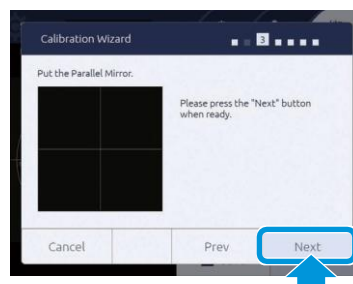 Calibration Wizard
3
Put the Parallel Mirror.
Please press the "Next" button
when ready.
Cancel
Prev
Next